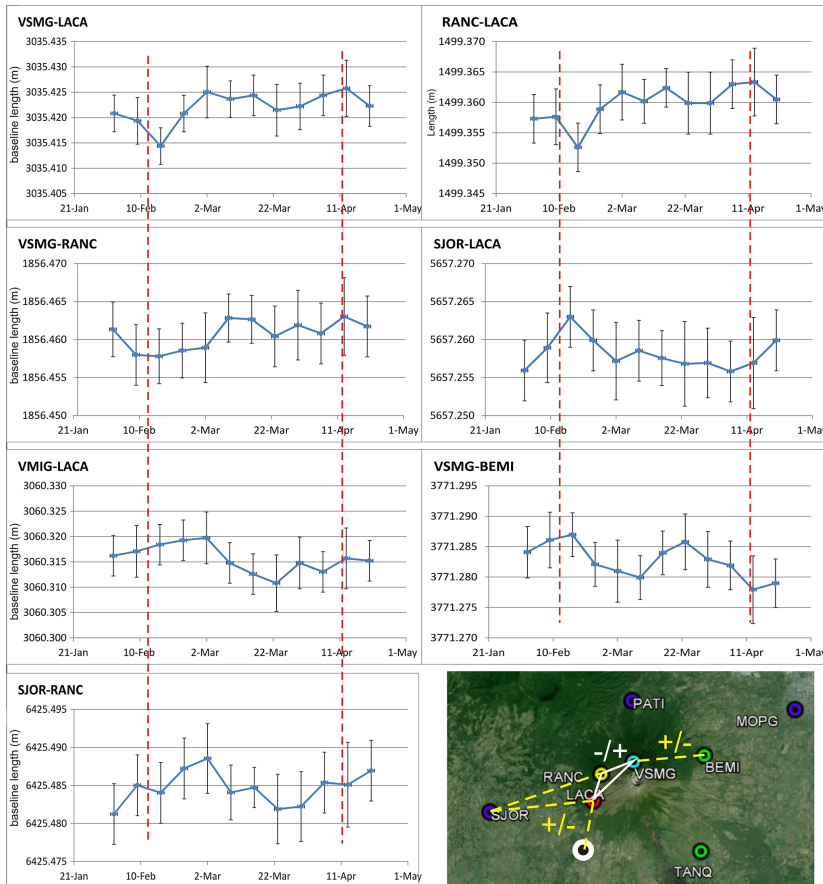 VSMG-LACA
baseline length (m)
3035.435
3035.430
3035.425
3035.420
3035.415
3035.410
3035.405
21-Jan
10-Feb
2-Mar
22-Mar
11-Apr
1-May
RANC-LACA
Length (m)
1499.370
1499.365
1499.360
1499.355
1499.350
1499.345
21-Jan
10-Feb
2-Mar
22-Mar
11-Apr
1-May
VSMG-RANC
baseline length (m)
1856.470
1856.465
1856.460
1856.455
1856.450
21-Jan
10-Feb
2-Mar
22-Mar
11-Apr
1-May
SJOR-LACA
5657.270
5657.265
5657.260
5657.255
5657.250
21-Jan
10-Feb
2-Mar
22-Mar
11-Apr
1-May
VMIG-LACA
baseline length (m)
3060.330
3060.325
3060.320
3060.315
3060.310
3060.305
3060.300
21-Jan
10-Feb
2-Mar
22-Mar
11-Apr
1-May
VSMG-BEMI
3771.295
3771.290
3771.285
3771.280
3771.275
3771.270
21-Jan
10-Feb
2-Mar
22-Mar
11-Apr
1-May
SJOR-RANC
baseline length (m)
6425.495
6425.490
6425.485
6425.480
6425.475
21-Jan
10-Feb
2-Mar
22-Mar
11-Apr
1-May
PATI
MOPG
+/-
-/+
BEMI
VSMG
RANC
LACA
SJOR
+/-
TANQ